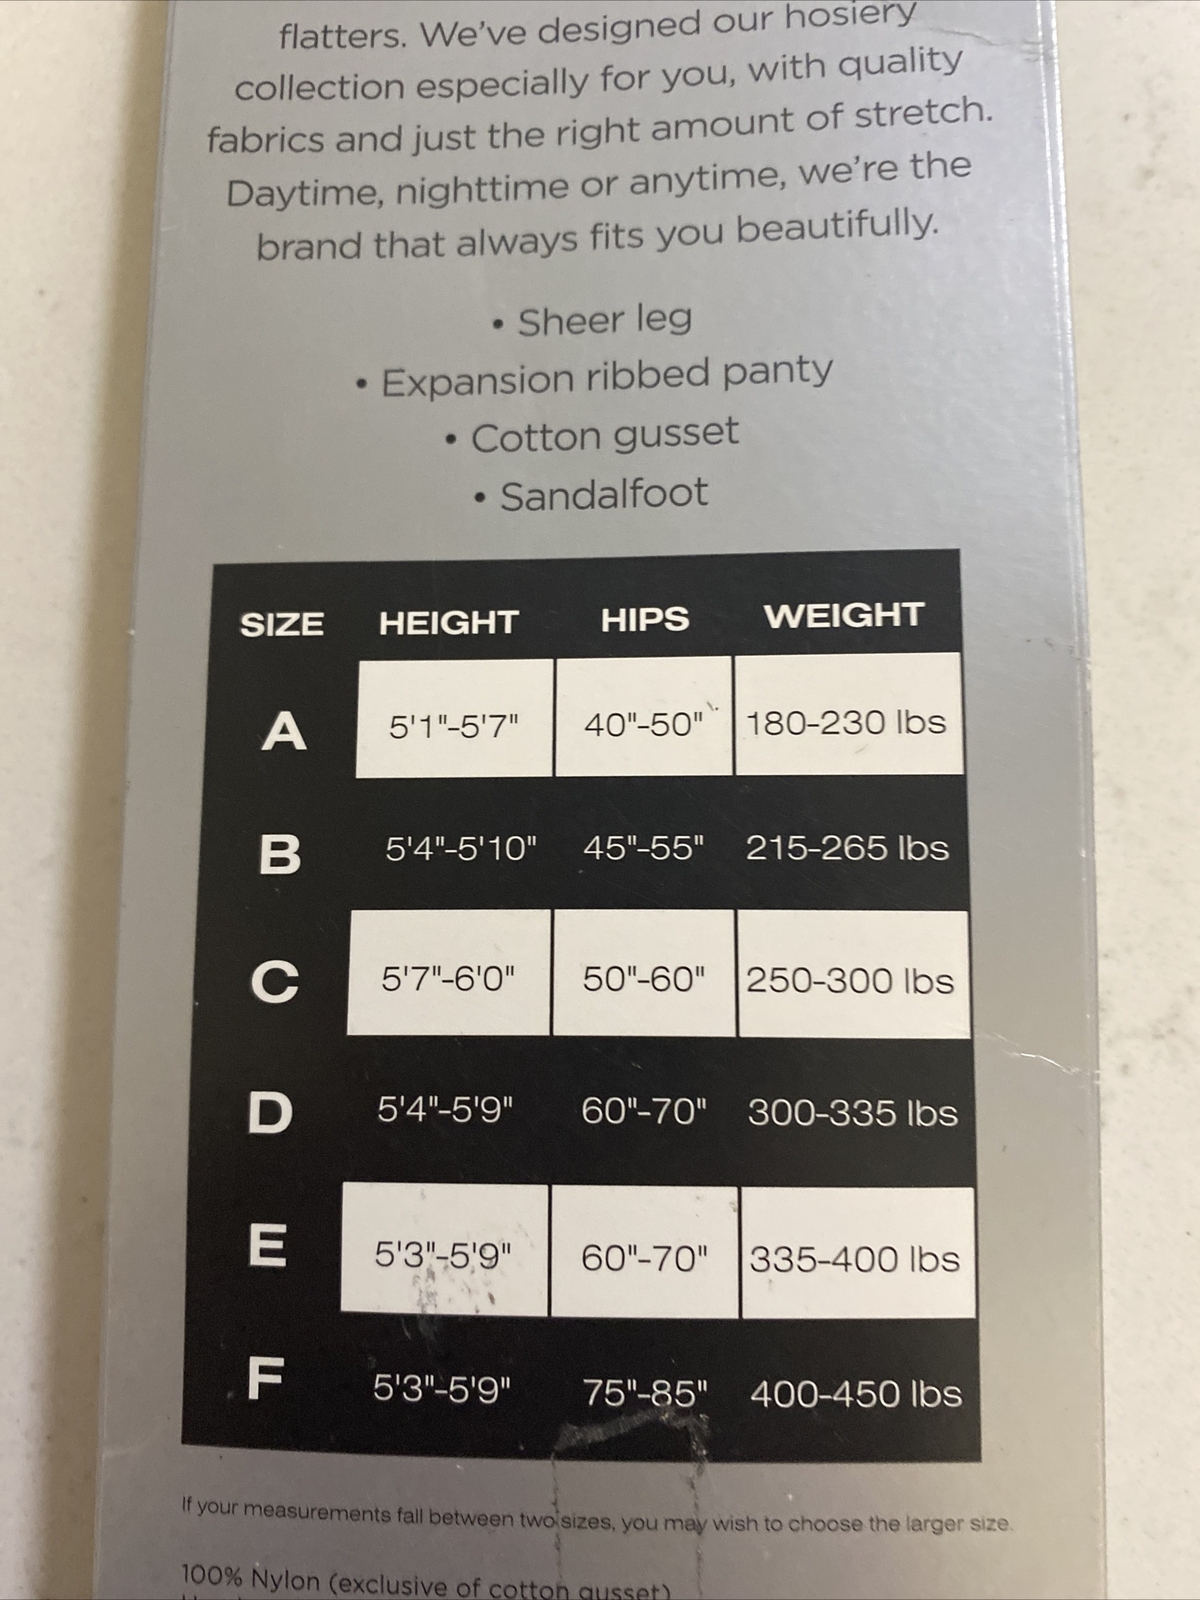 flatters. We've designed our hosiery
collection especially for you, with quality
fabrics and just the right amount of stretch.
Daytime, nighttime or anytime, we're the
brand that always fits you beautifully.
• Sheer leg
• Expansion ribbed panty
• Cotton gusset
• Sandalfoot
SIZE HEIGHT HIPS WEIGHT
A 5'1"-5'7" 40"-50" 180-230 lbs
B 5'4"-5'10" 45"-55" 215-265 lbs
C 5'7"-6'0" 50"-60" 250-300 lbs
D 5'4"-5'9" 60"-70" 300-335 lbs
E 5'3"-5'9" 60"-70" 335-400 lbs
F 5'3"-5'9" 75"-85" 400-450 lbs
If your measurements fall between two sizes, you may wish to choose the larger size.
100% Nylon (exclusive of cotton gusset)